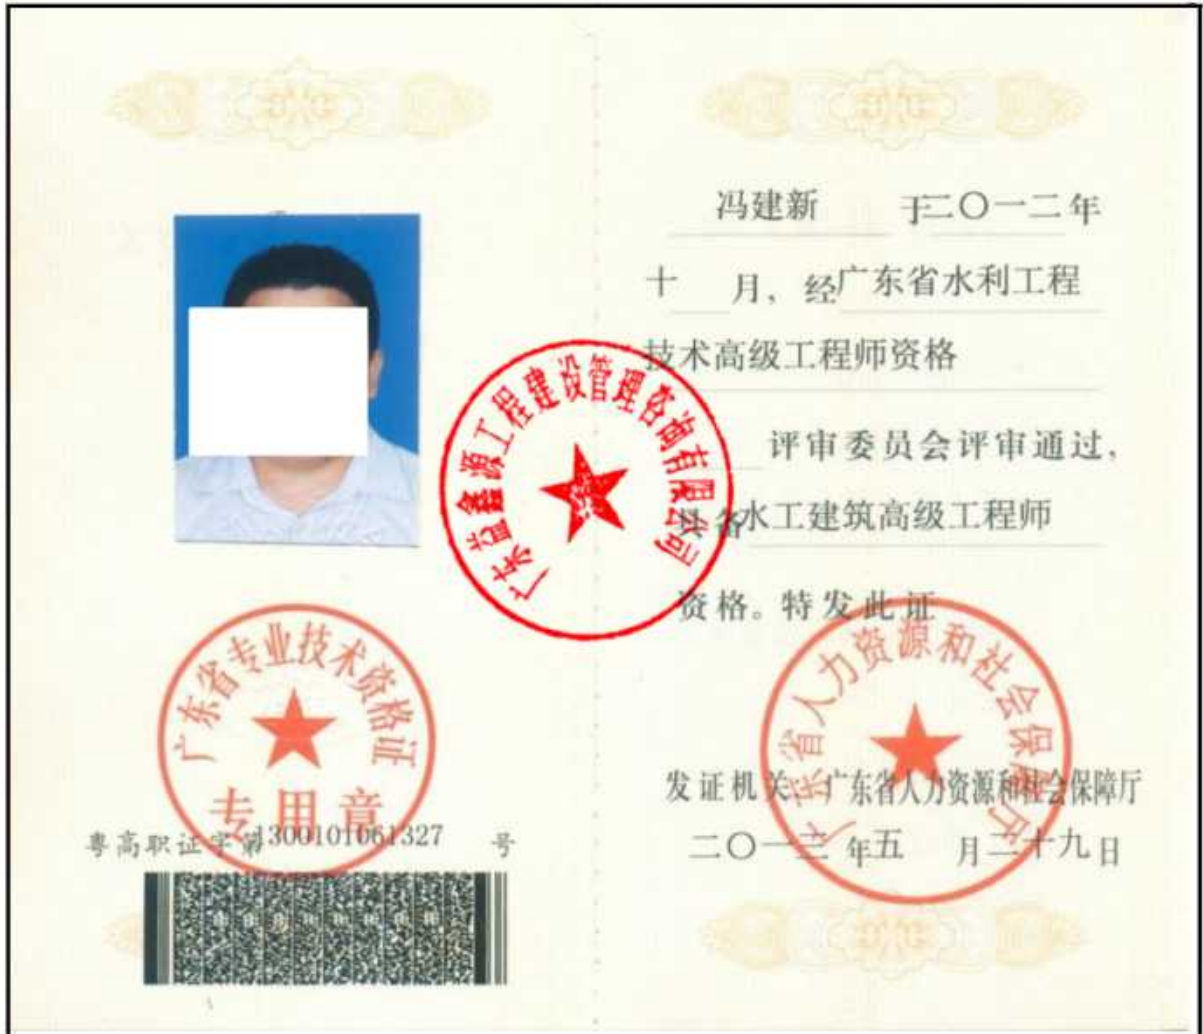 冯建新 于二〇一二年
十 月，经广东省水利工程
技术高级工程师资格
评审委员会评审通过，
具备水工建筑高级工程师
资格。特发此证
广东益鑫源工程建设管理咨询有限公司
广东省专业技术资格证
专用章
粤高职证字第1300101061327 号
广东省人力资源和社会保障厅
发证机关：广东省人力资源和社会保障厅
二〇一三年五 月二十九日